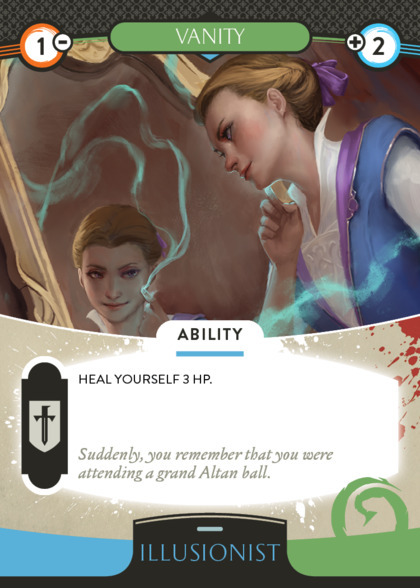 VANITY
1 -
+ 2
ABILITY
HEAL YOURSELF 3 HP.
Suddenly, you remember that you were
attending a grand Altan ball.
ILLUSIONIST